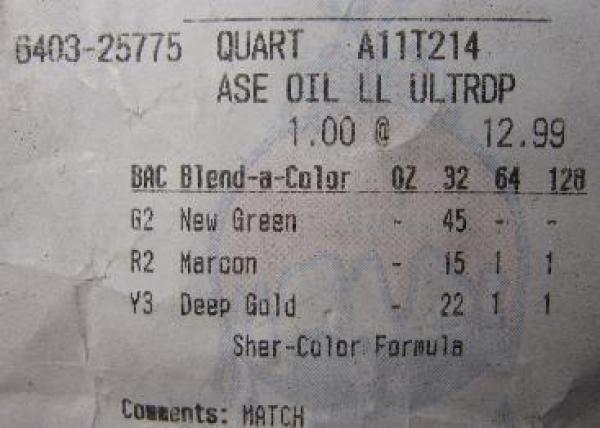 6403-25775 QUART A11T214
ASE OIL LL ULTRDP
1.00 @ 12.99
BAC Blend-a-Color OZ 32 64 128
G2 New Green - 45 - -
R2 Maroon - 15 1 1
Y3 Deep Gold - 22 1 1
Sher-Color Formula
Comments: MATCH